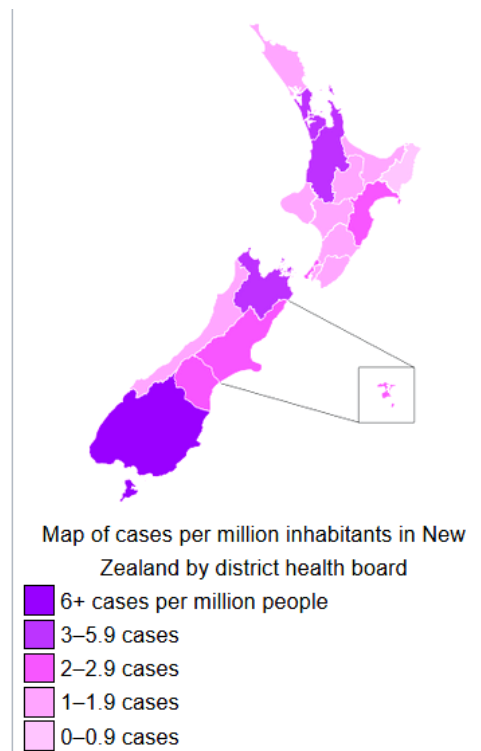 Map of cases per million inhabitants in New
Zealand by district health board
6+ cases per million people
3–5.9 cases
2–2.9 cases
1–1.9 cases
0–0.9 cases